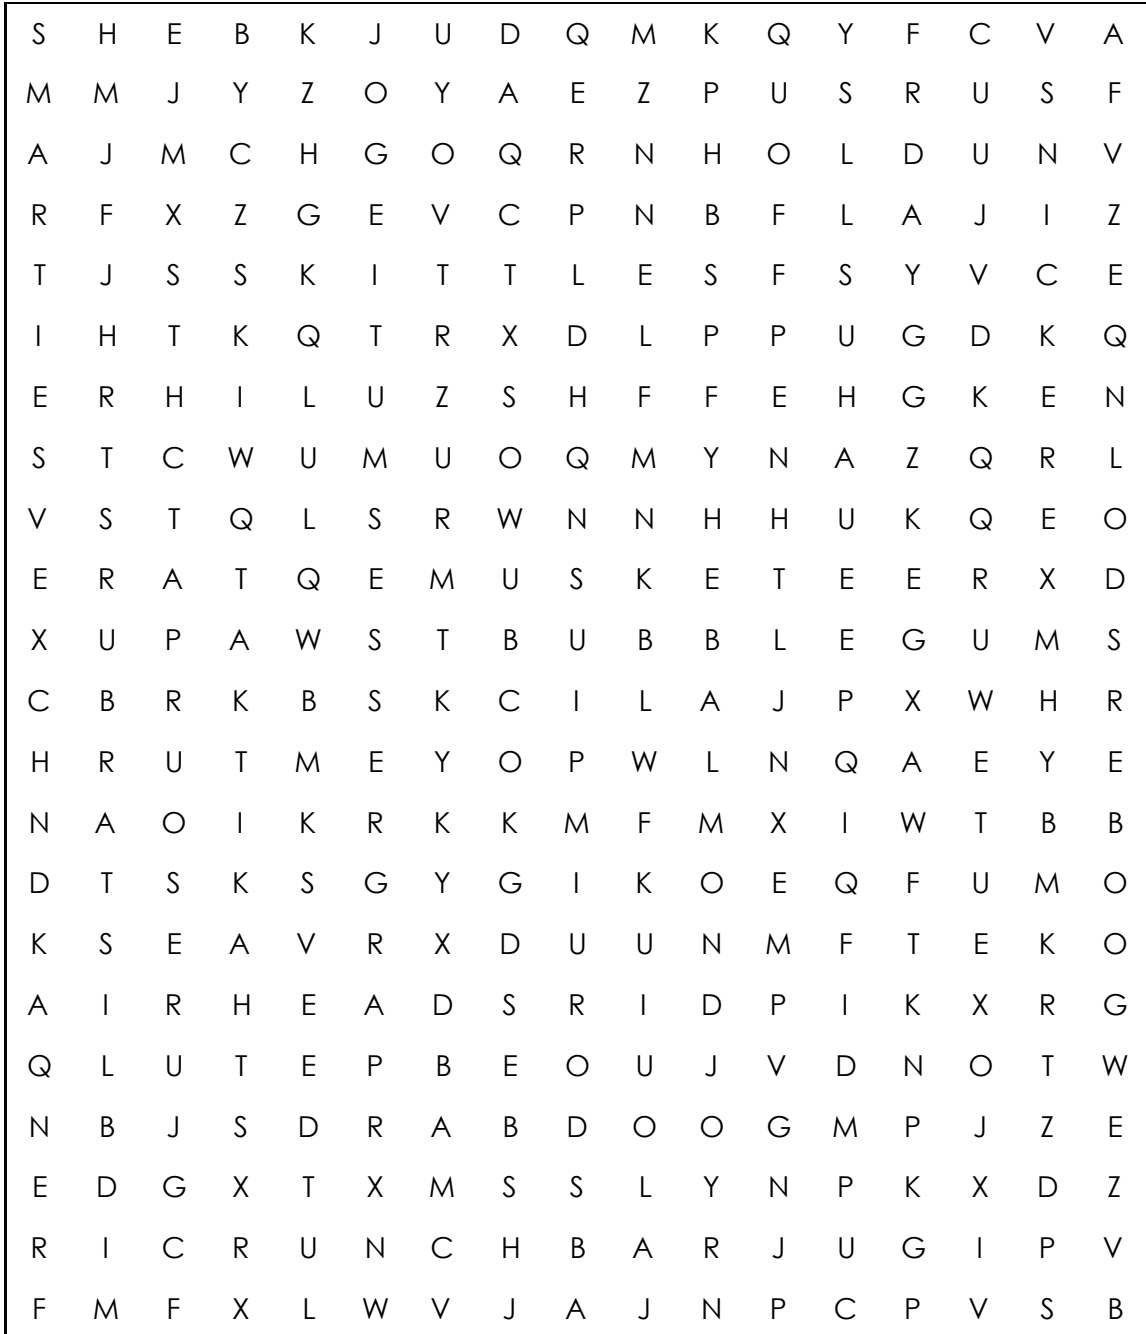 S H E B K J U D Q M K Q Y F C V A
M M J Y Z O Y A E Z P U S R U S F
A J M C H G O Q R N H O L D U N V
R F X Z G E V C P N B F L A J I Z
T J S S K I T T L E S F S Y V C E
I H T K Q T R X D L P P U G D K Q
E R H I L U Z S H F F E H G K E N
S T C W U M U O Q M Y N A Z Q R L
V S T Q L S R W N N H H U K Q E O
E R A T Q E M U S K E T E E R X D
X U P A W S T B U B B L E G U M S
C B R K B S K C I L A J P X W H R
H R U T M E Y O P W L N Q A E Y E
N A O I K R K K M F M X I W T B B
D T S K S G Y G I K O E Q F U M O
K S E A V R X D U U N M F T E K O
A I R H E A D S R I D P I K X R G
Q L U T E P B E O U J V D N O T W
N B J S D R A B D O O G M P J Z E
E D G X T X M S S L Y N P K X D Z
R I C R U N C H B A R J U G I P V
F M F X L W V J A J N P C P V S B